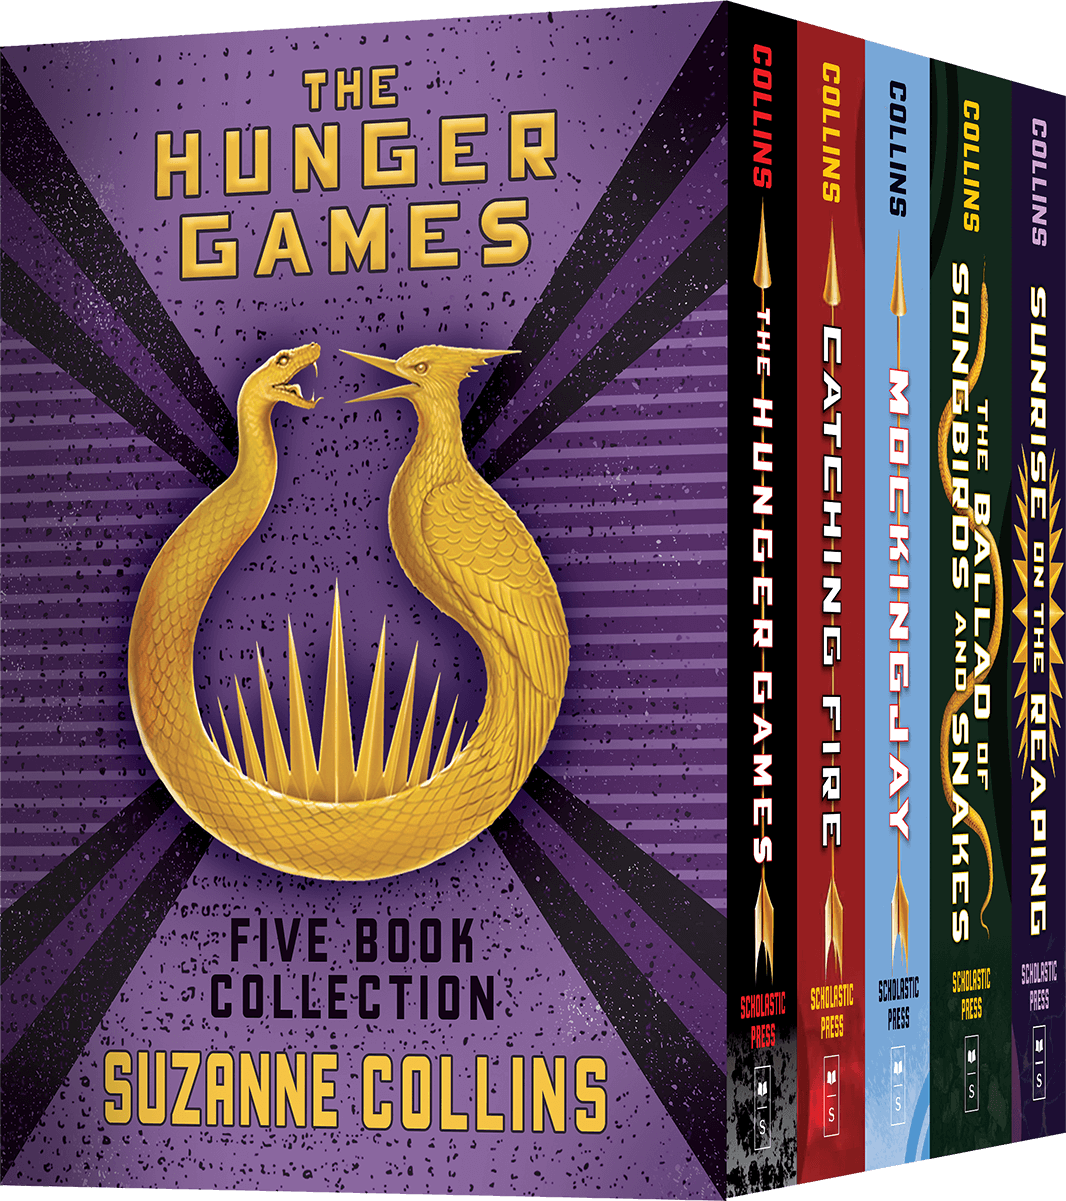 THE
HUNGER
GAMES
FIVE BOOK
COLLECTION
SUZANNE COLLINS
COLLINS
THE HUNGER GAMES
SCHOLASTIC
PRESS
S
COLLINS
CATCHING FIRE
SCHOLASTIC
PRESS
S
COLLINS
MOCKINGJAY
SCHOLASTIC
PRESS
S
COLLINS
THE BALLAD OF
SONGBIRDS AND SNAKES
SCHOLASTIC
PRESS
S
COLLINS
SUNRISE ON THE REAPING
SCHOLASTIC
PRESS
S